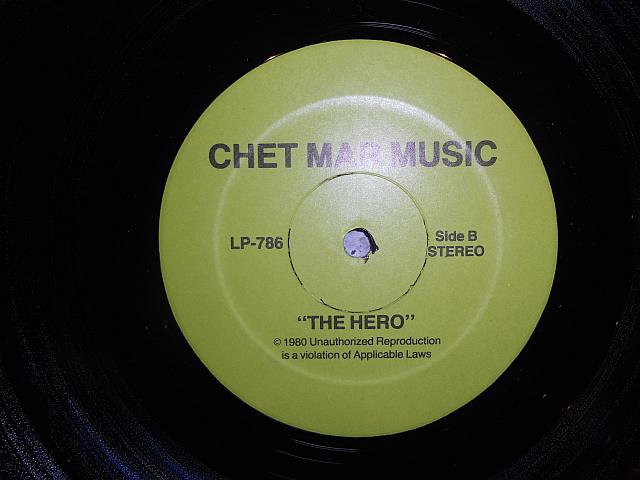 CHET MAR MUSIC
LP-786
Side B
STEREO
“THE HERO”
© 1980 Unauthorized Reproduction
is a violation of Applicable Laws